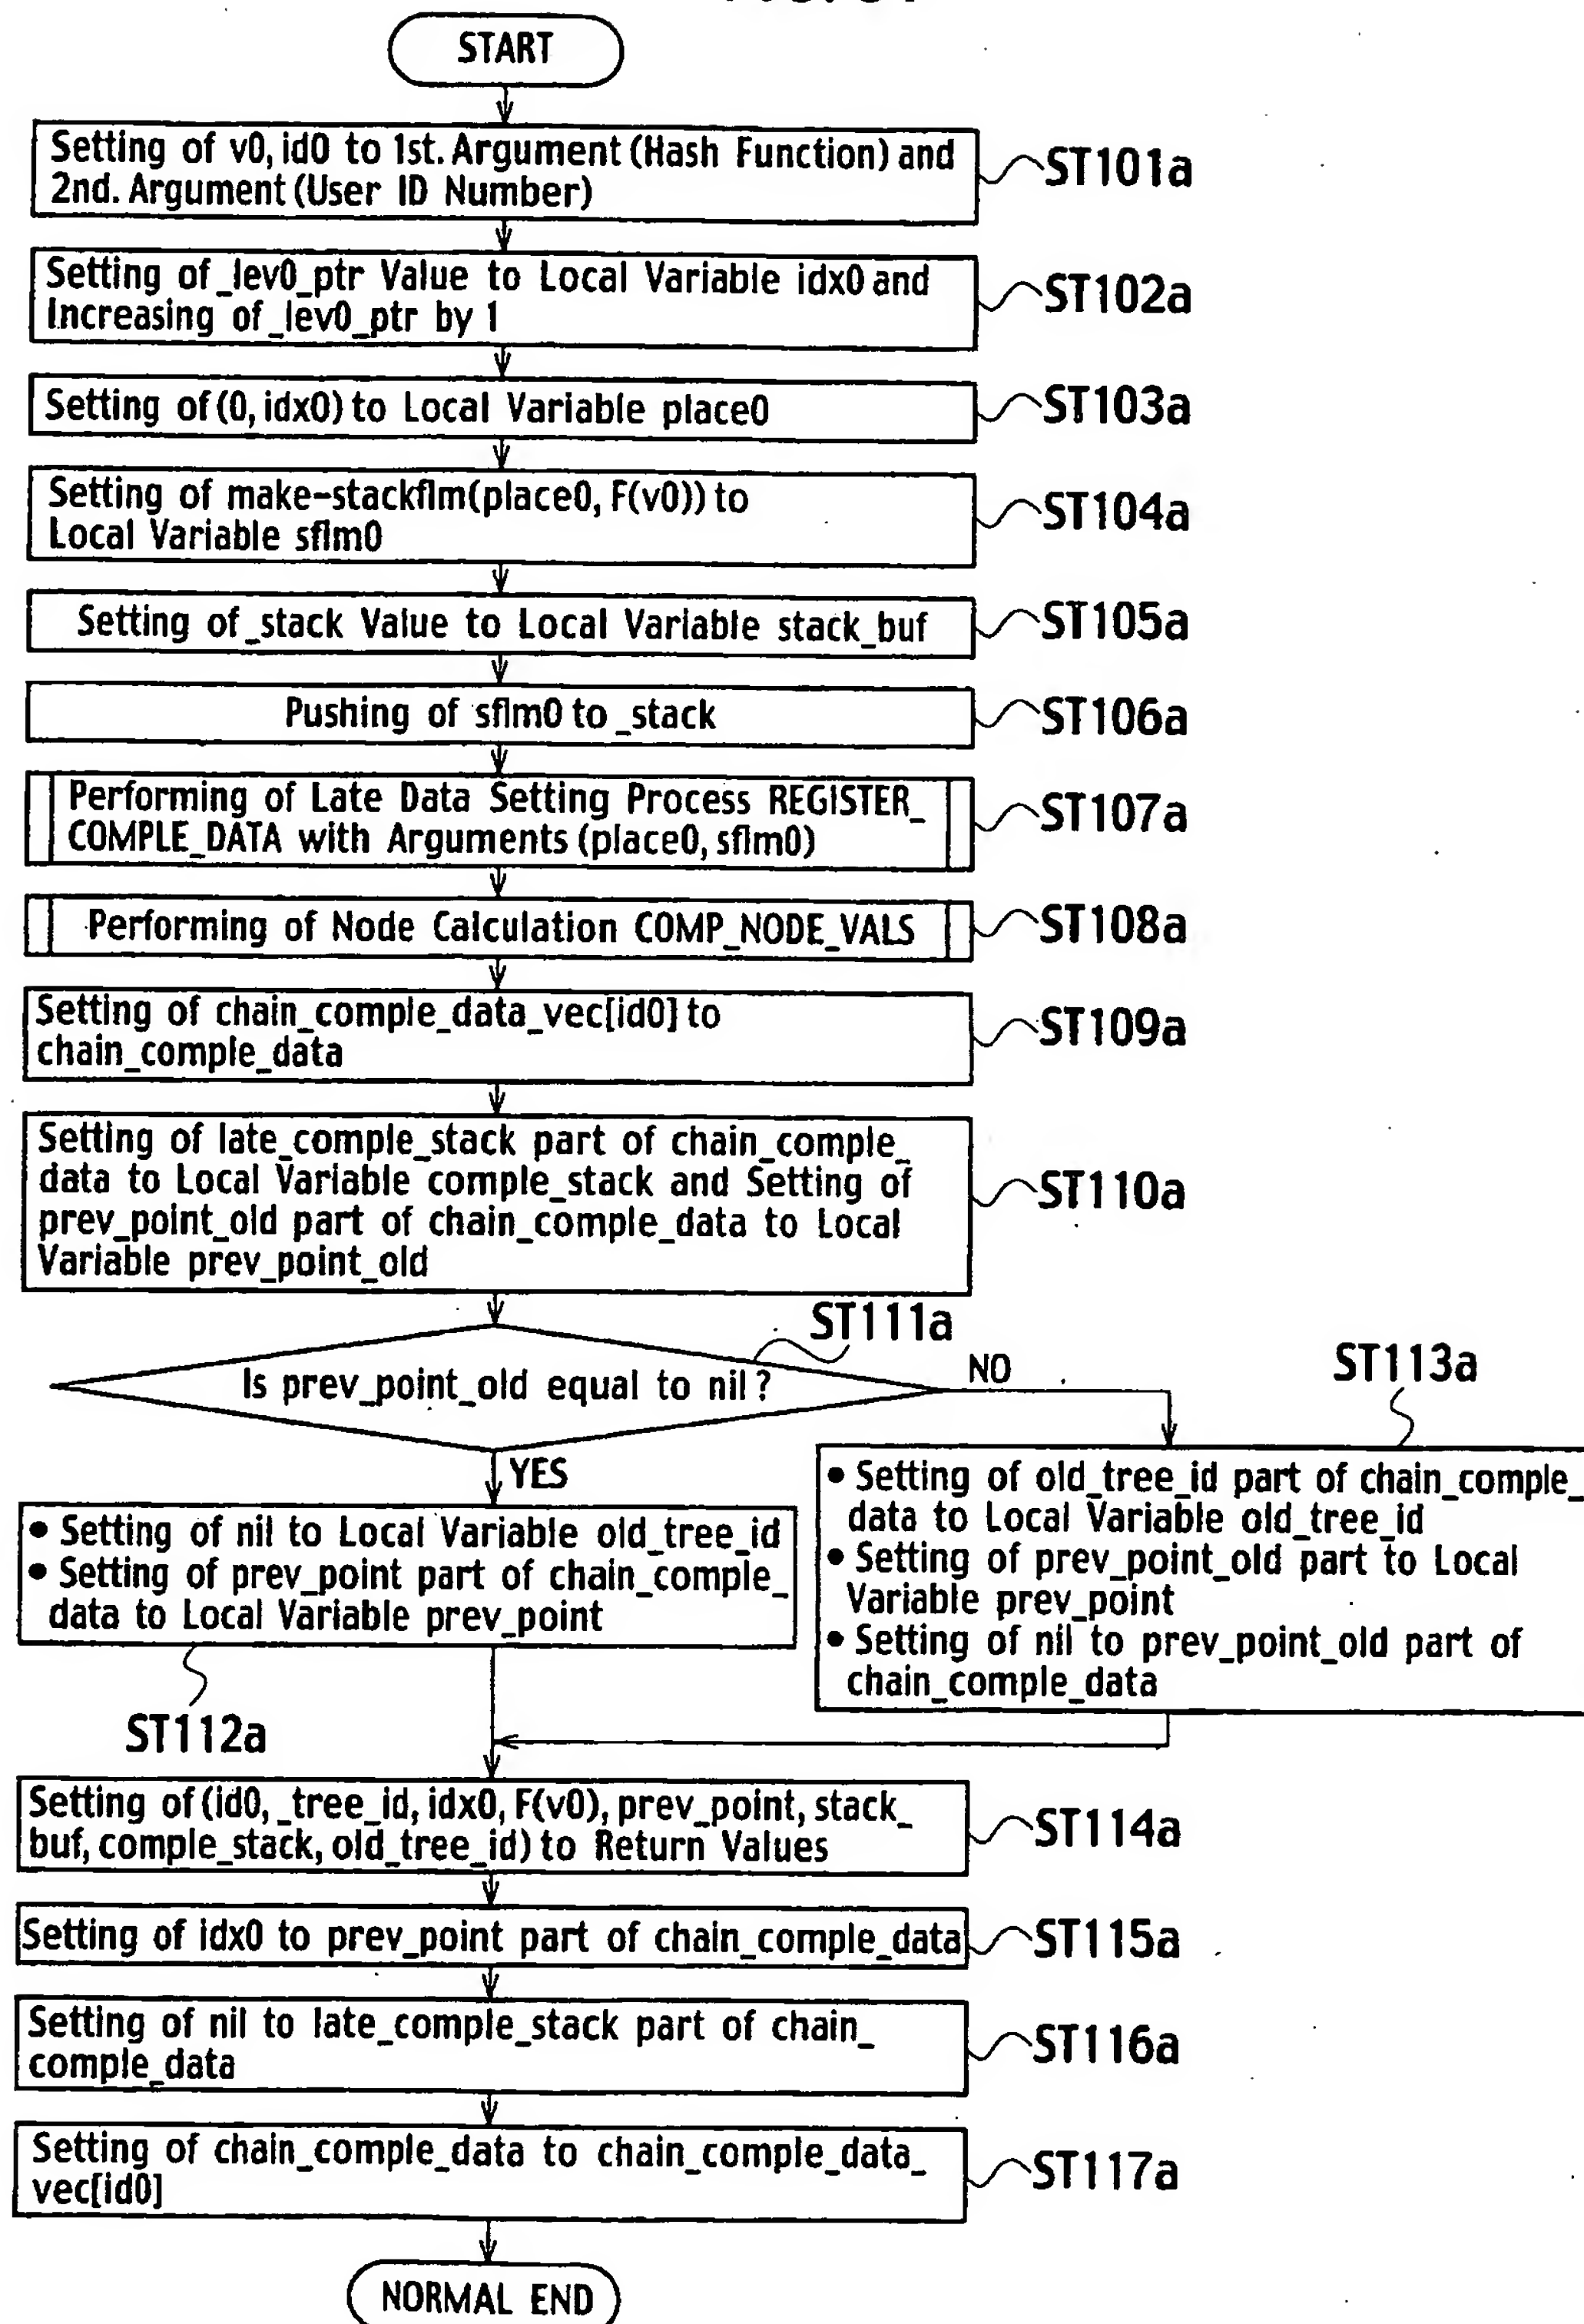 START
Setting of v0, id0 to 1st. Argument (Hash Function) and
2nd. Argument (User ID Number)
ST101a
Setting of _lev0_ptr Value to Local Variable idx0 and
Increasing of _lev0_ptr by 1
ST102a
Setting of (0, idx0) to Local Variable place0
ST103a
Setting of make-stackflm(place0, F(v0)) to
Local Variable sflm0
ST104a
Setting of _stack Value to Local Variable stack_buf
ST105a
Pushing of sflm0 to _stack
ST106a
Performing of Late Data Setting Process REGISTER_
COMPLE_DATA with Arguments (place0, sflm0)
ST107a
Performing of Node Calculation COMP_NODE_VALS
ST108a
Setting of chain_comple_data_vec[id0] to
chain_comple_data
ST109a
Setting of late_comple_stack part of chain_comple_
data to Local Variable comple_stack and Setting of
prev_point_old part of chain_comple_data to Local
Variable prev_point_old
ST110a
ST111a
Is prev_point_old equal to nil?
NO
YES
ST113a
• Setting of nil to Local Variable old_tree_id
• Setting of prev_point part of chain_comple_
data to Local Variable prev_point
ST112a
• Setting of old_tree_id part of chain_comple_
data to Local Variable old_tree_id
• Setting of prev_point_old part to Local
Variable prev_point
• Setting of nil to prev_point_old part of
chain_comple_data
Setting of (id0, _tree_id, idx0, F(v0), prev_point, stack_
buf, comple_stack, old_tree_id) to Return Values
ST114a
Setting of idx0 to prev_point part of chain_comple_data
ST115a
Setting of nil to late_comple_stack part of chain_
comple_data
ST116a
Setting of chain_comple_data to chain_comple_data_
vec[id0]
ST117a
NORMAL END